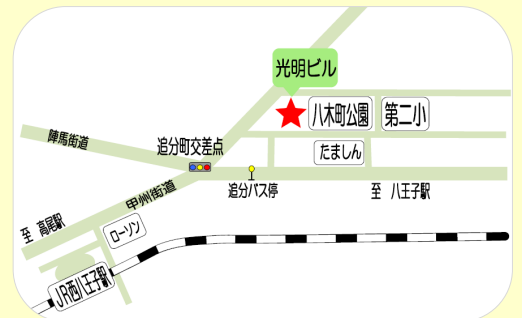 光明ビル
八木町公園
第二小
陣馬街道
追分町交差点
たましん
甲州街道
追分バス停
至 八王子駅
至 高尾駅
ローソン
JR西八王子駅